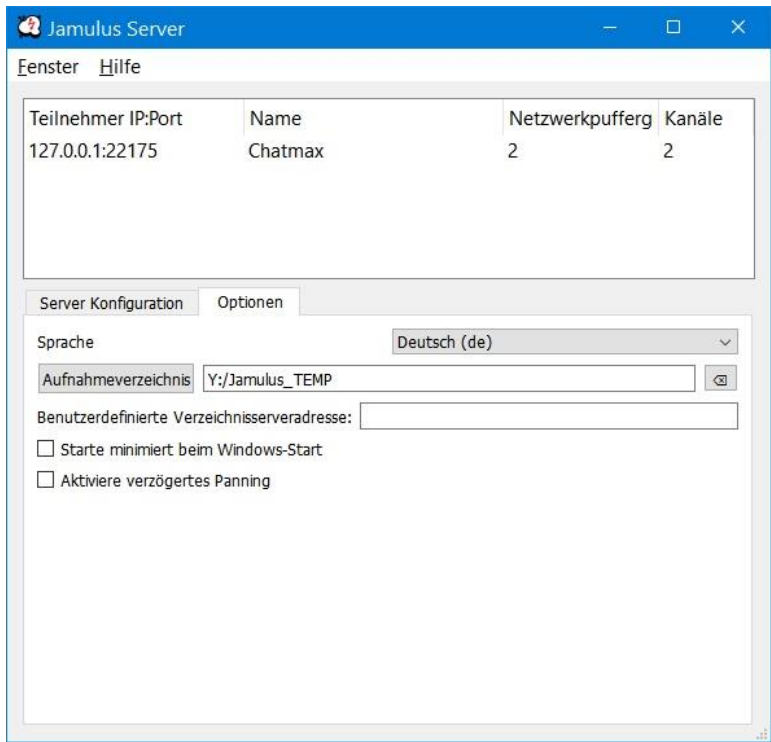 Jamulus Server
Fenster Hilfe
Teilnehmer IP:Port Name Netzwerkpufferg Kanäle
127.0.0.1:22175 Chatmax 2 2
Server Konfiguration Optionen
Sprache Deutsch (de)
Aufnahmeverzeichnis Y:/Jamulus_TEMP
Benutzerdefinierte Verzeichnisserveradresse:
Starte minimiert beim Windows-Start
Aktiviere verzögertes Panning